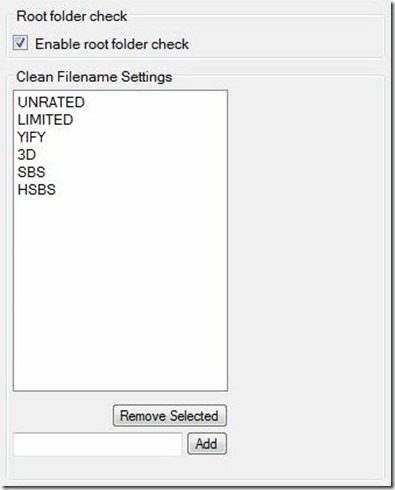 Root folder check
Enable root folder check
Clean Filename Settings
UNRATED
LIMITED
YIFY
3D
SBS
HSBS
Remove Selected
Add